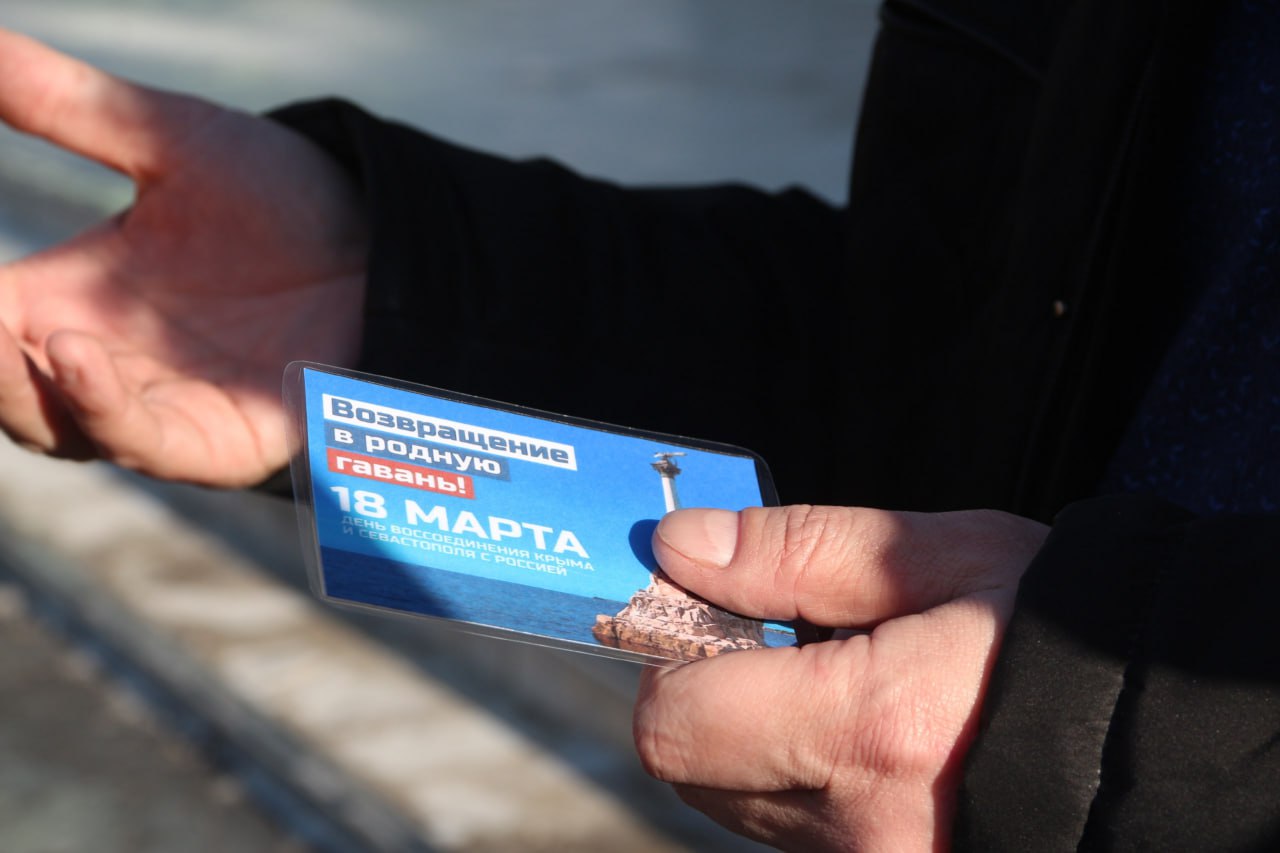 Возвращение
в родную
гавань!
18 МАРТА
ДЕНЬ ВОССОЕДИНЕНИЯ КРЫМА
И СЕВАСТОПОЛЯ С РОССИЕЙ